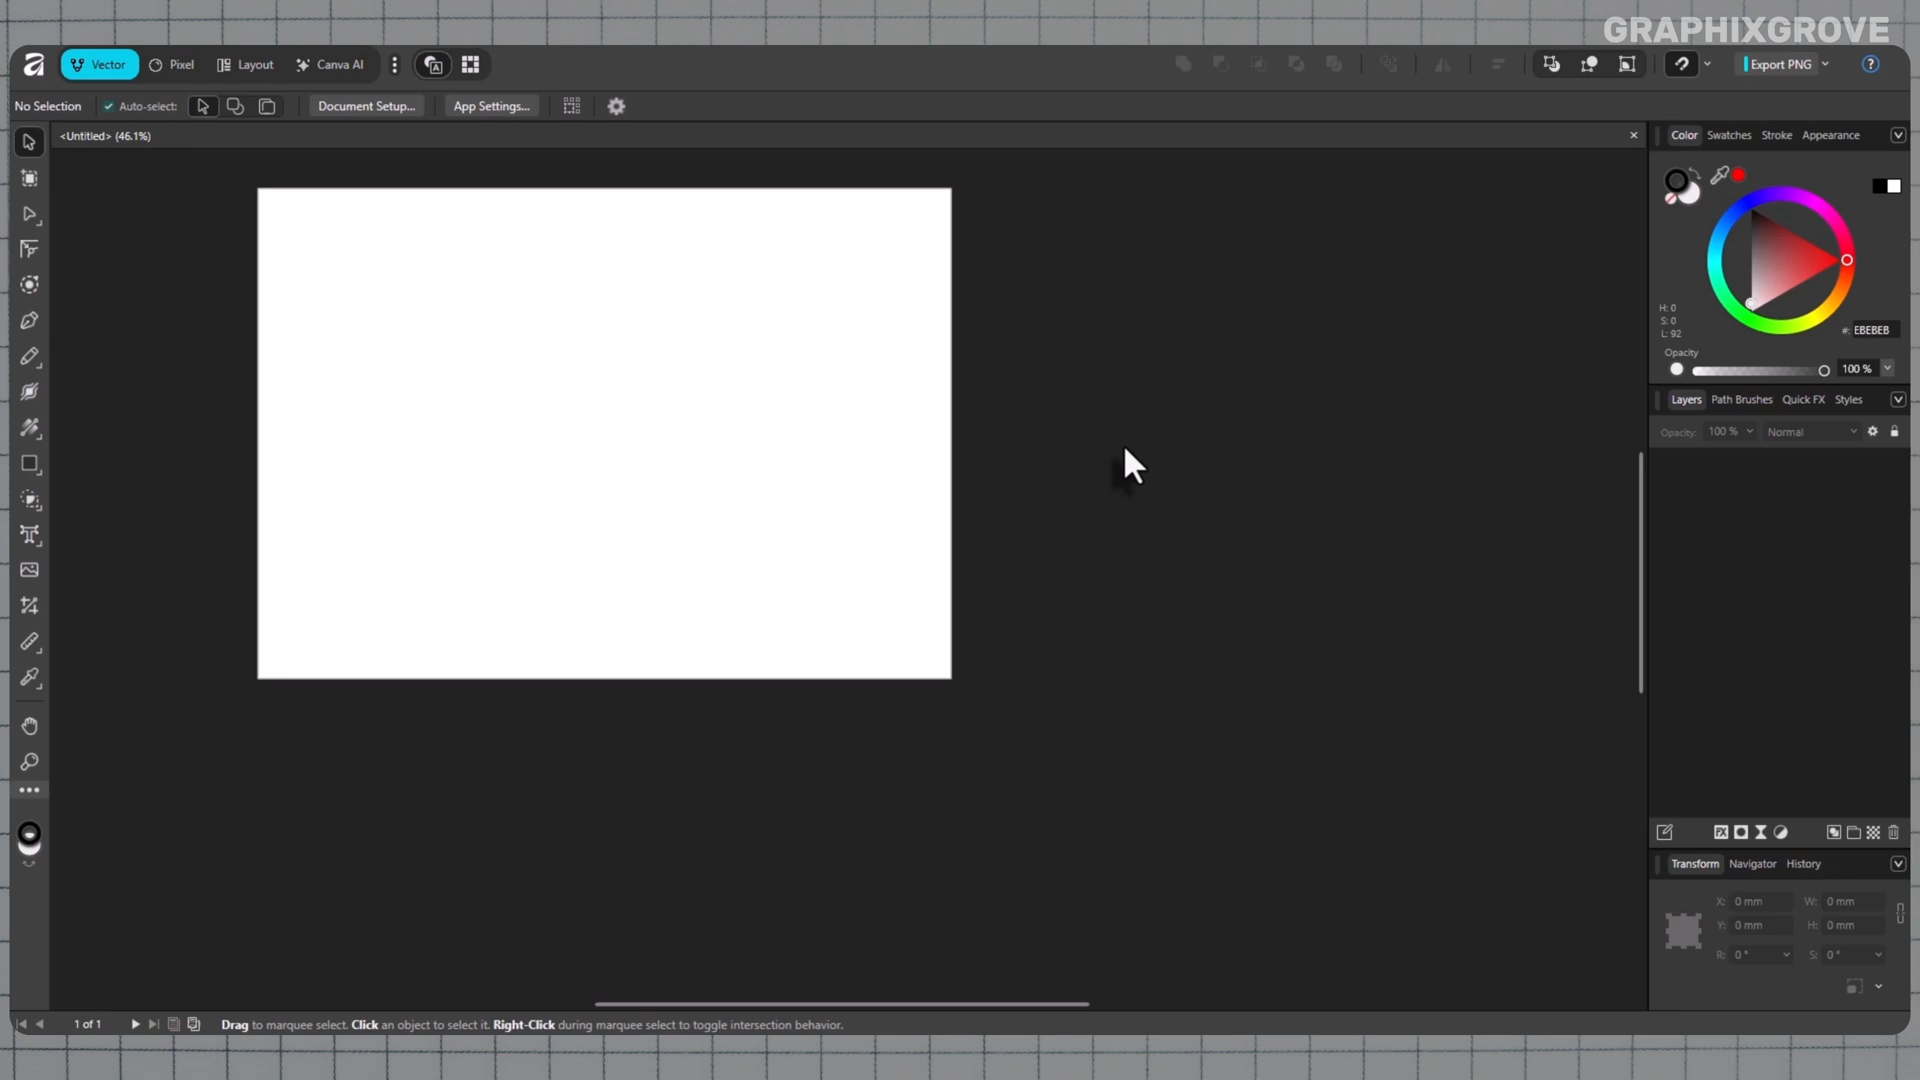 GRAPHIXGROVE
Vector Pixel Layout Canva AI Export PNG ?
No Selection Auto-select: Document Setup... App Settings...
<Untitled> (46.1%)
Color Swatches Stroke Appearance
H: 0
S: 0
L: 92
#: EBEBEB
Opacity
100 %
Layers Path Brushes Quick FX Styles
Opacity: 100 % Normal
FX
Transform Navigator History
X: 0 mm W: 0 mm
Y: 0 mm H: 0 mm
R: 0 ° S: 0 °
1 of 1 Drag to marquee select. Click an object to select it. Right-Click during marquee select to toggle intersection behavior.